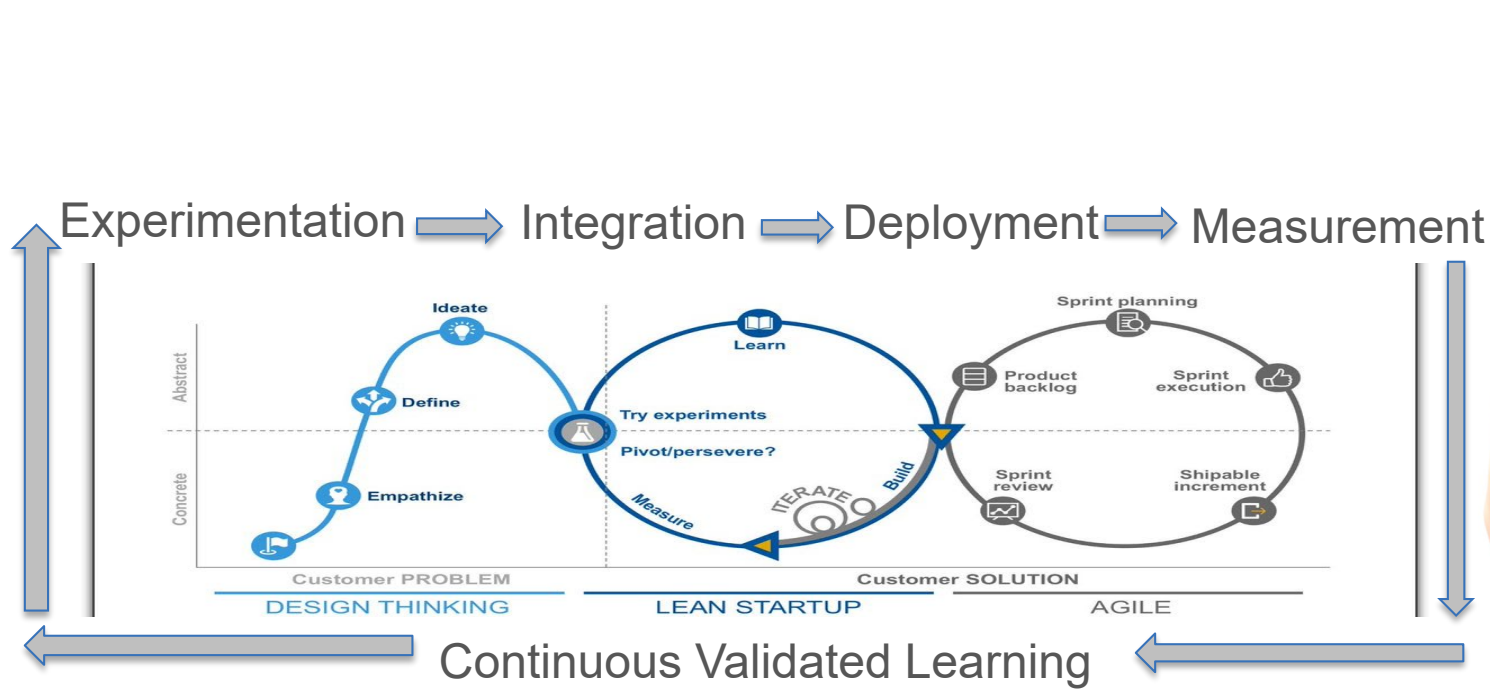 Experimentation
Integration
Deployment
Measurement
Ideate
Define
Empathize
Abstract
Concrete
Learn
Try experiments
Pivot/persevere?
Measure
ITERATE
Build
Sprint planning
Product
backlog
Sprint
execution
Sprint
review
Shipable
increment
Customer PROBLEM
Customer SOLUTION
DESIGN THINKING
LEAN STARTUP
AGILE
Continuous Validated Learning